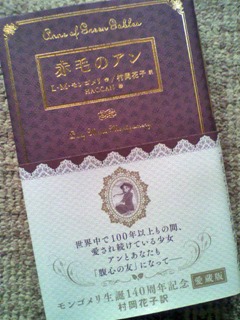 Anne of Green Gables
赤毛のアン
L・M・モンゴメリ 作／村岡花子 訳
HACCAN 絵
世界中で100年以上もの間、
愛され続けている少女
アンとあなたも
「腹心の友」になって――
モンゴメリ生誕140周年記念 愛蔵版
村岡花子訳